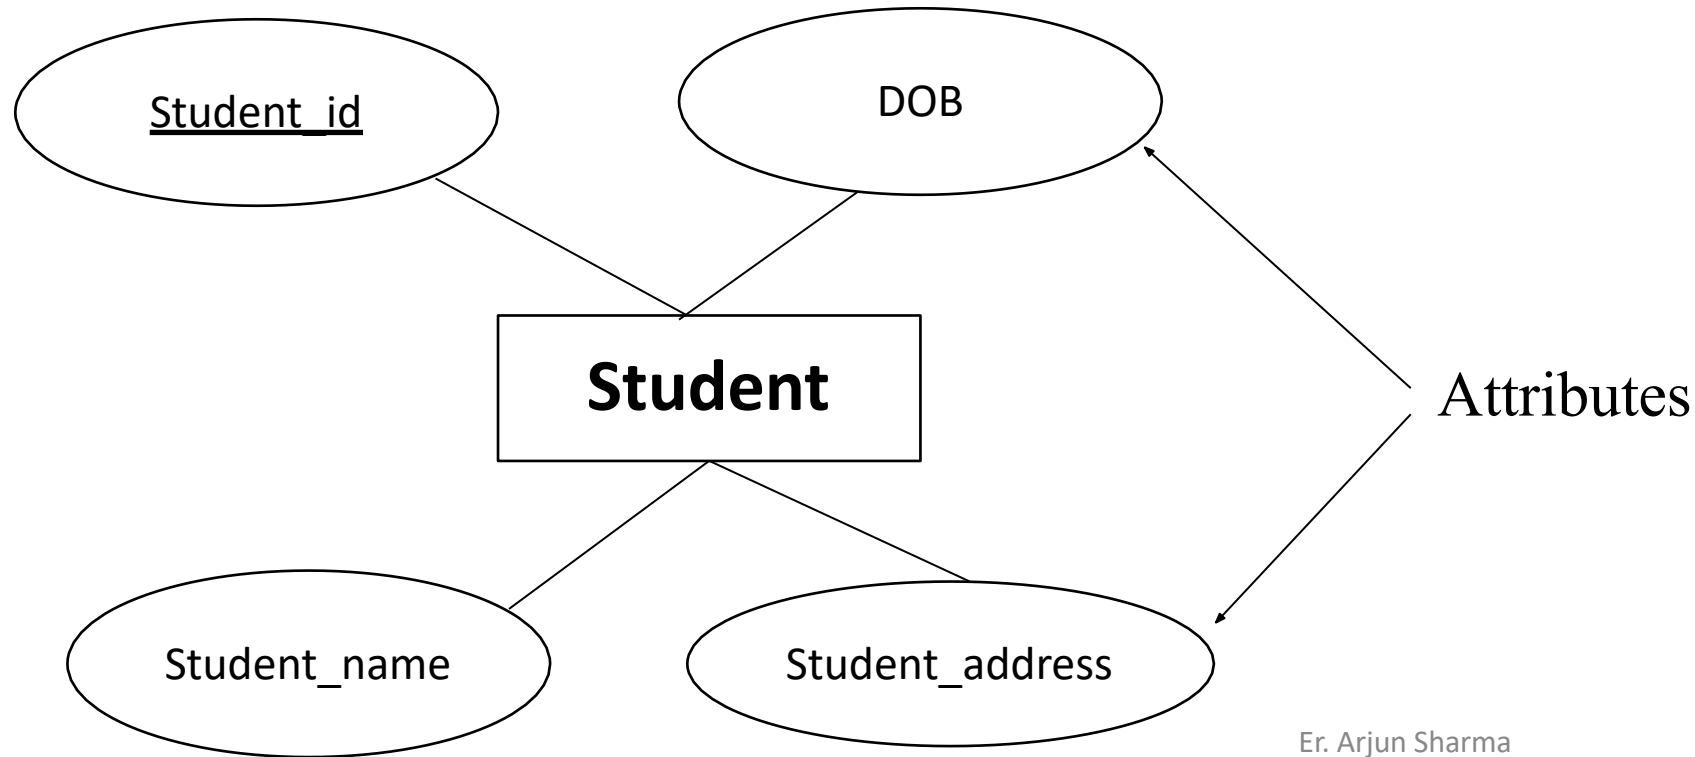 Student_id
DOB
Student
Attributes
Student_name
Student_address
Er. Arjun Sharma